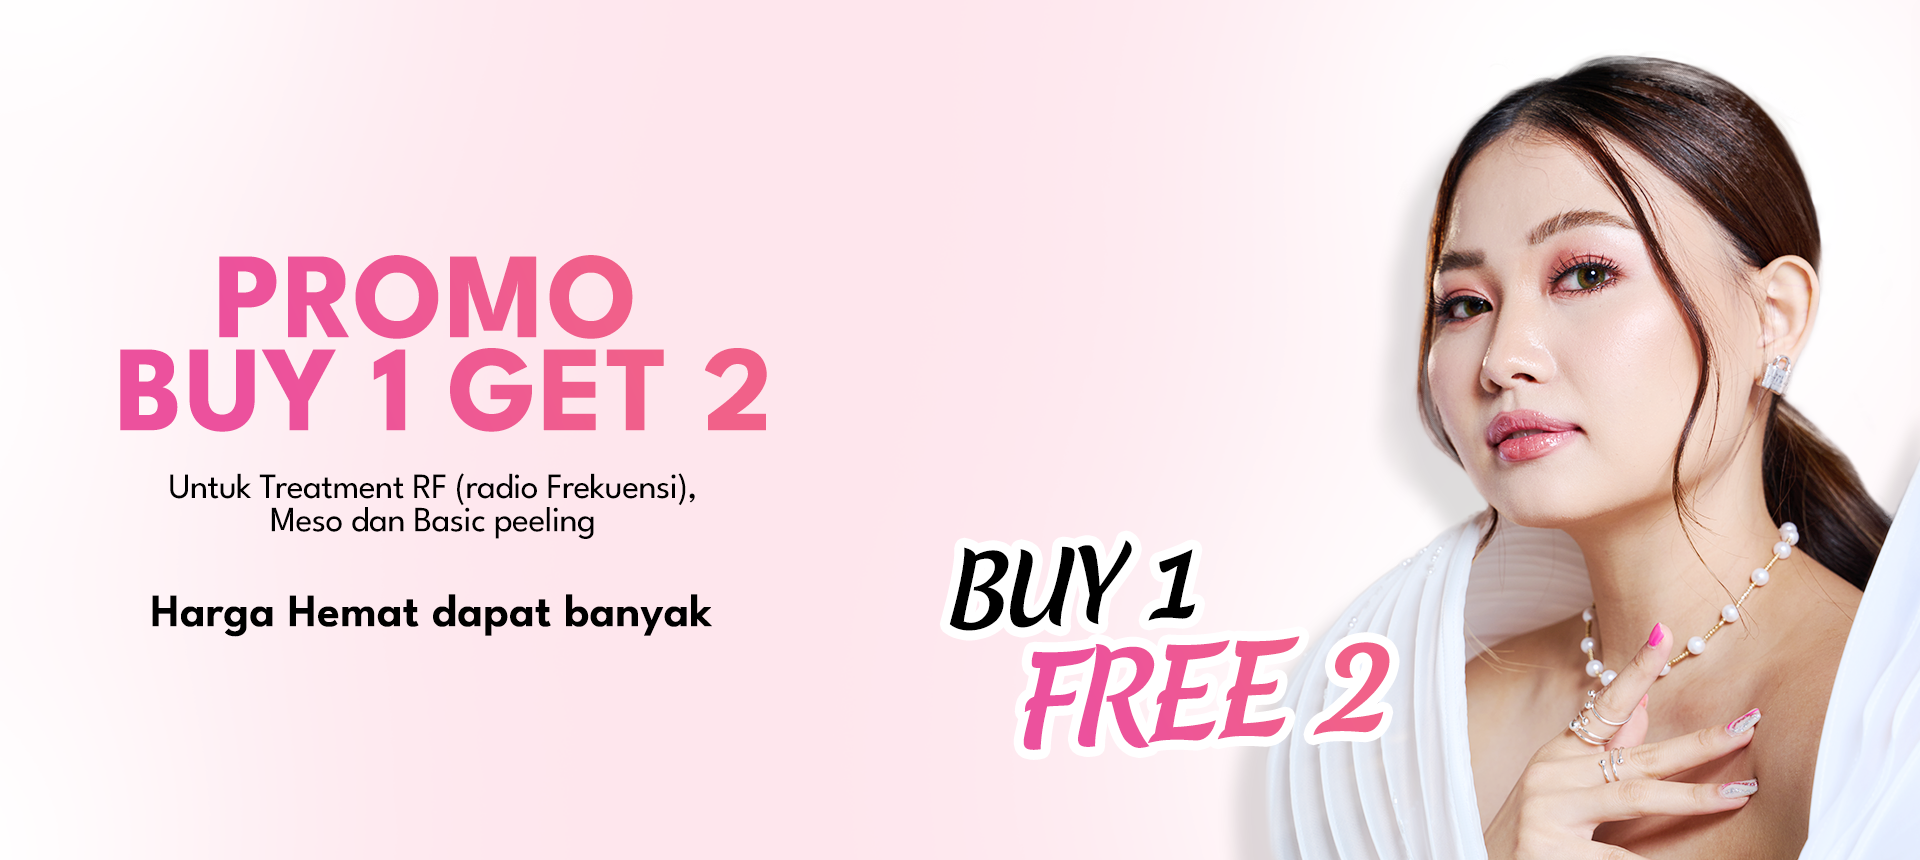 PROMO
BUY 1 GET 2
Untuk Treatment RF (radio Frekuensi),
Meso dan Basic peeling
Harga Hemat dapat banyak
BUY 1
FREE 2